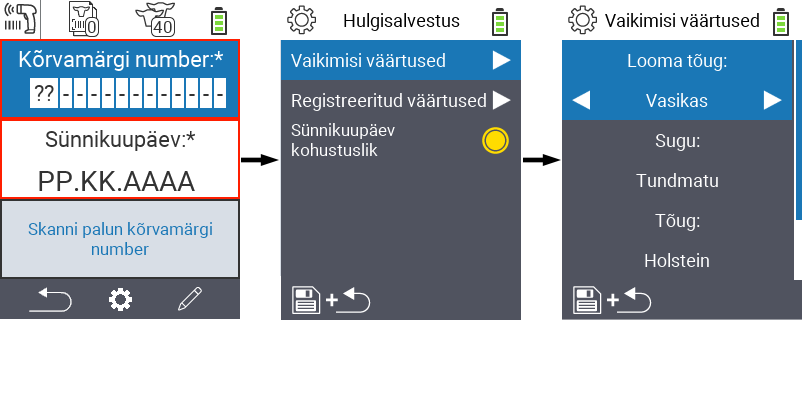 0
40
Kõrvamärgi number:*
??-----------
Sünnikuupäev:*
PP.KK.AAAA
Skanni palun kõrvamärgi
number
Hulgisalvestus
Vaikimisi väärtused
Registreeritud väärtused
Sünnikuupäev
kohustuslik
+
Vaikimisi väärtused
Looma tõug:
Vasikas
Sugu:
Tundmatu
Tõug:
Holstein
+